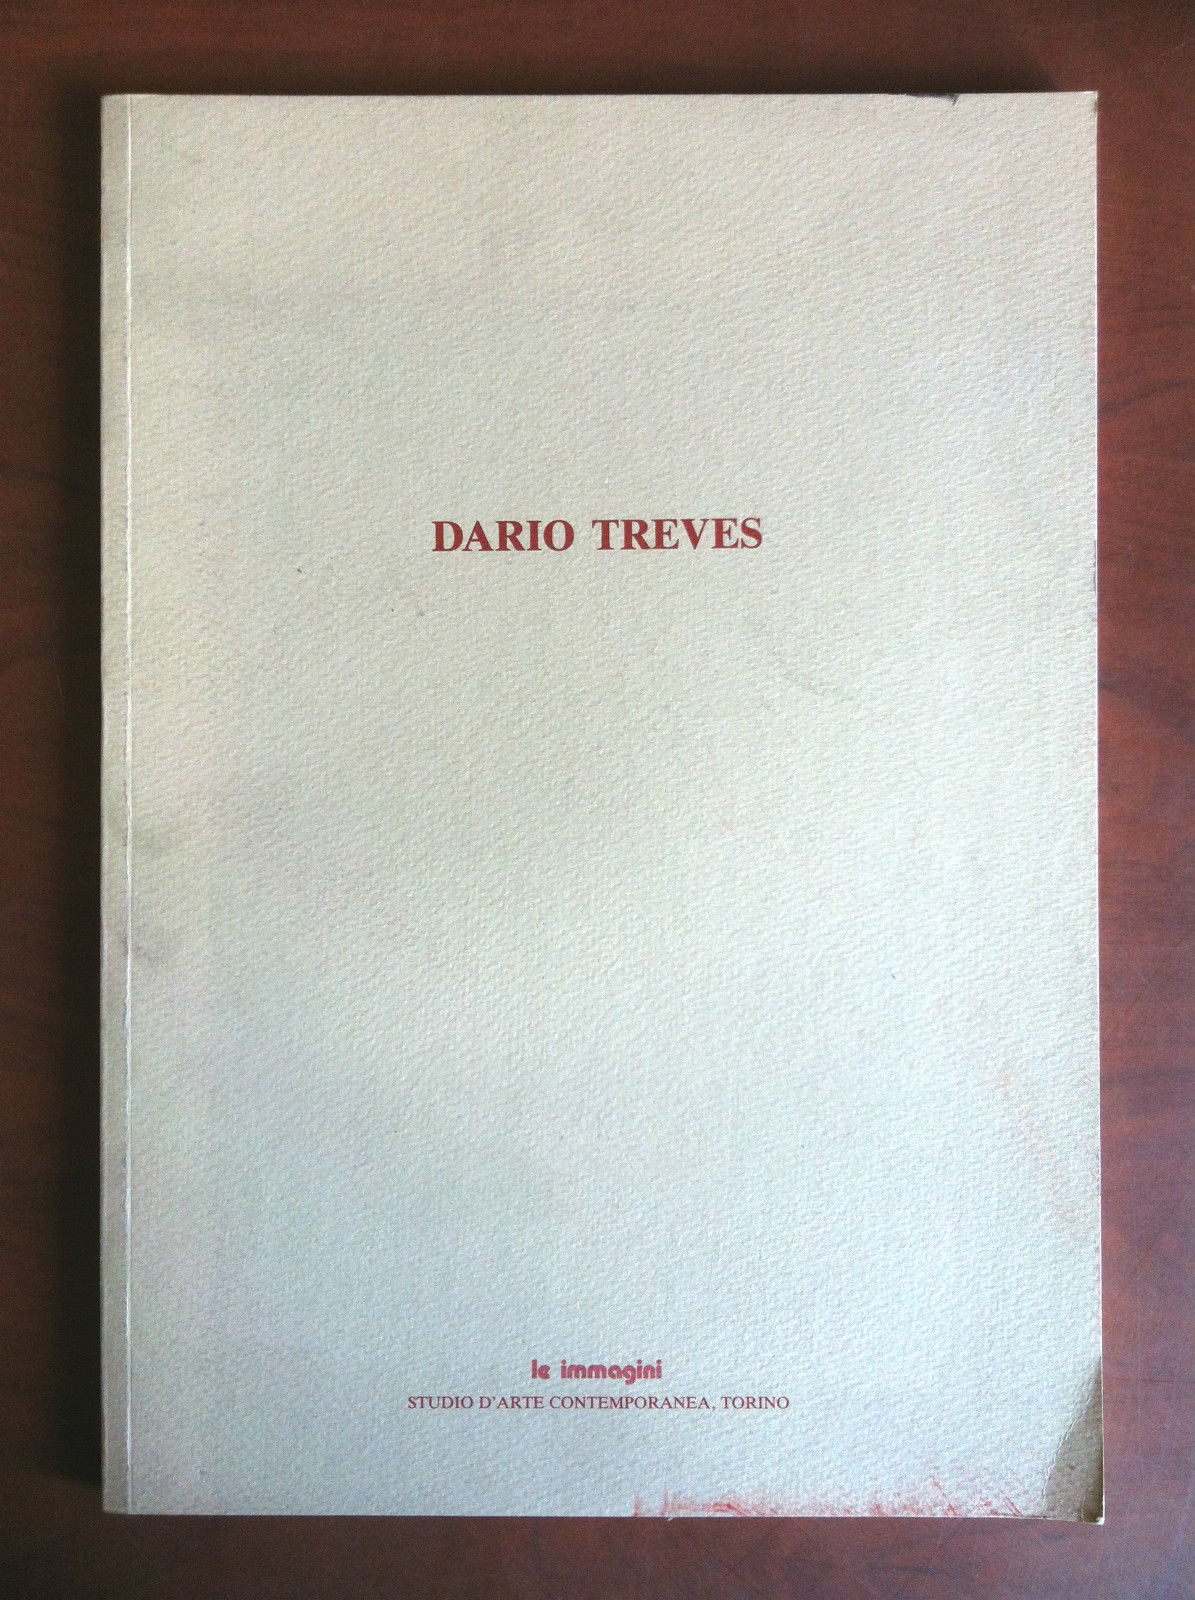 DARIO TREVES
le immagini
STUDIO D'ARTE CONTEMPORANEA, TORINO